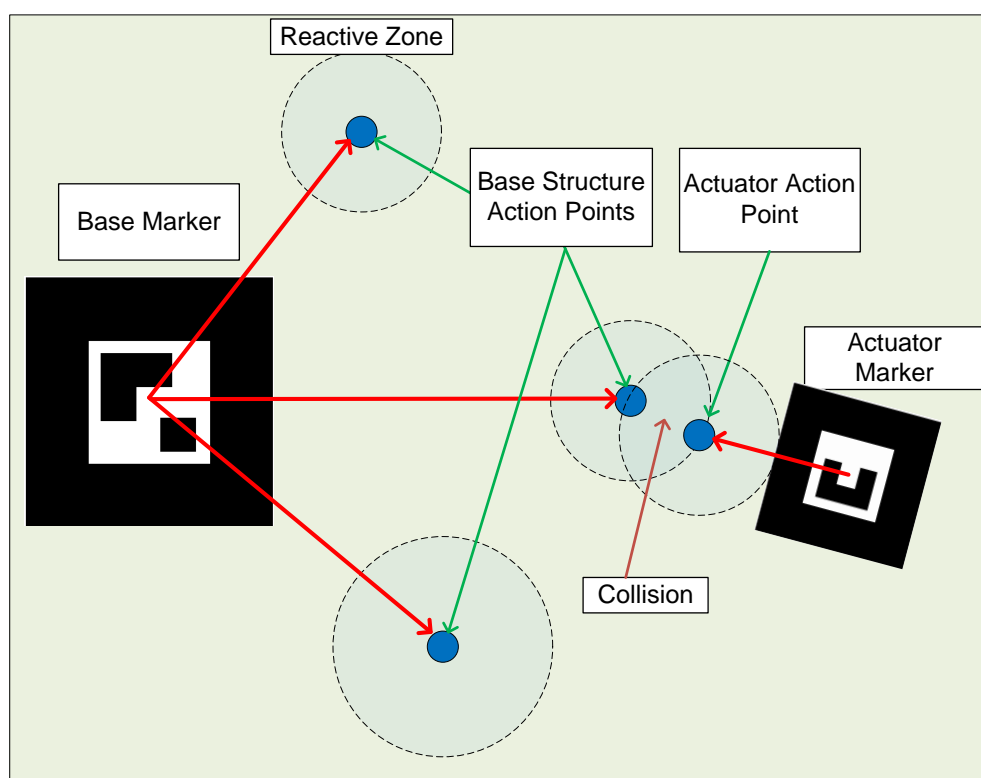 Reactive Zone
Base Marker
Base Structure
Action Points
Actuator Action
Point
Actuator
Marker
Collision